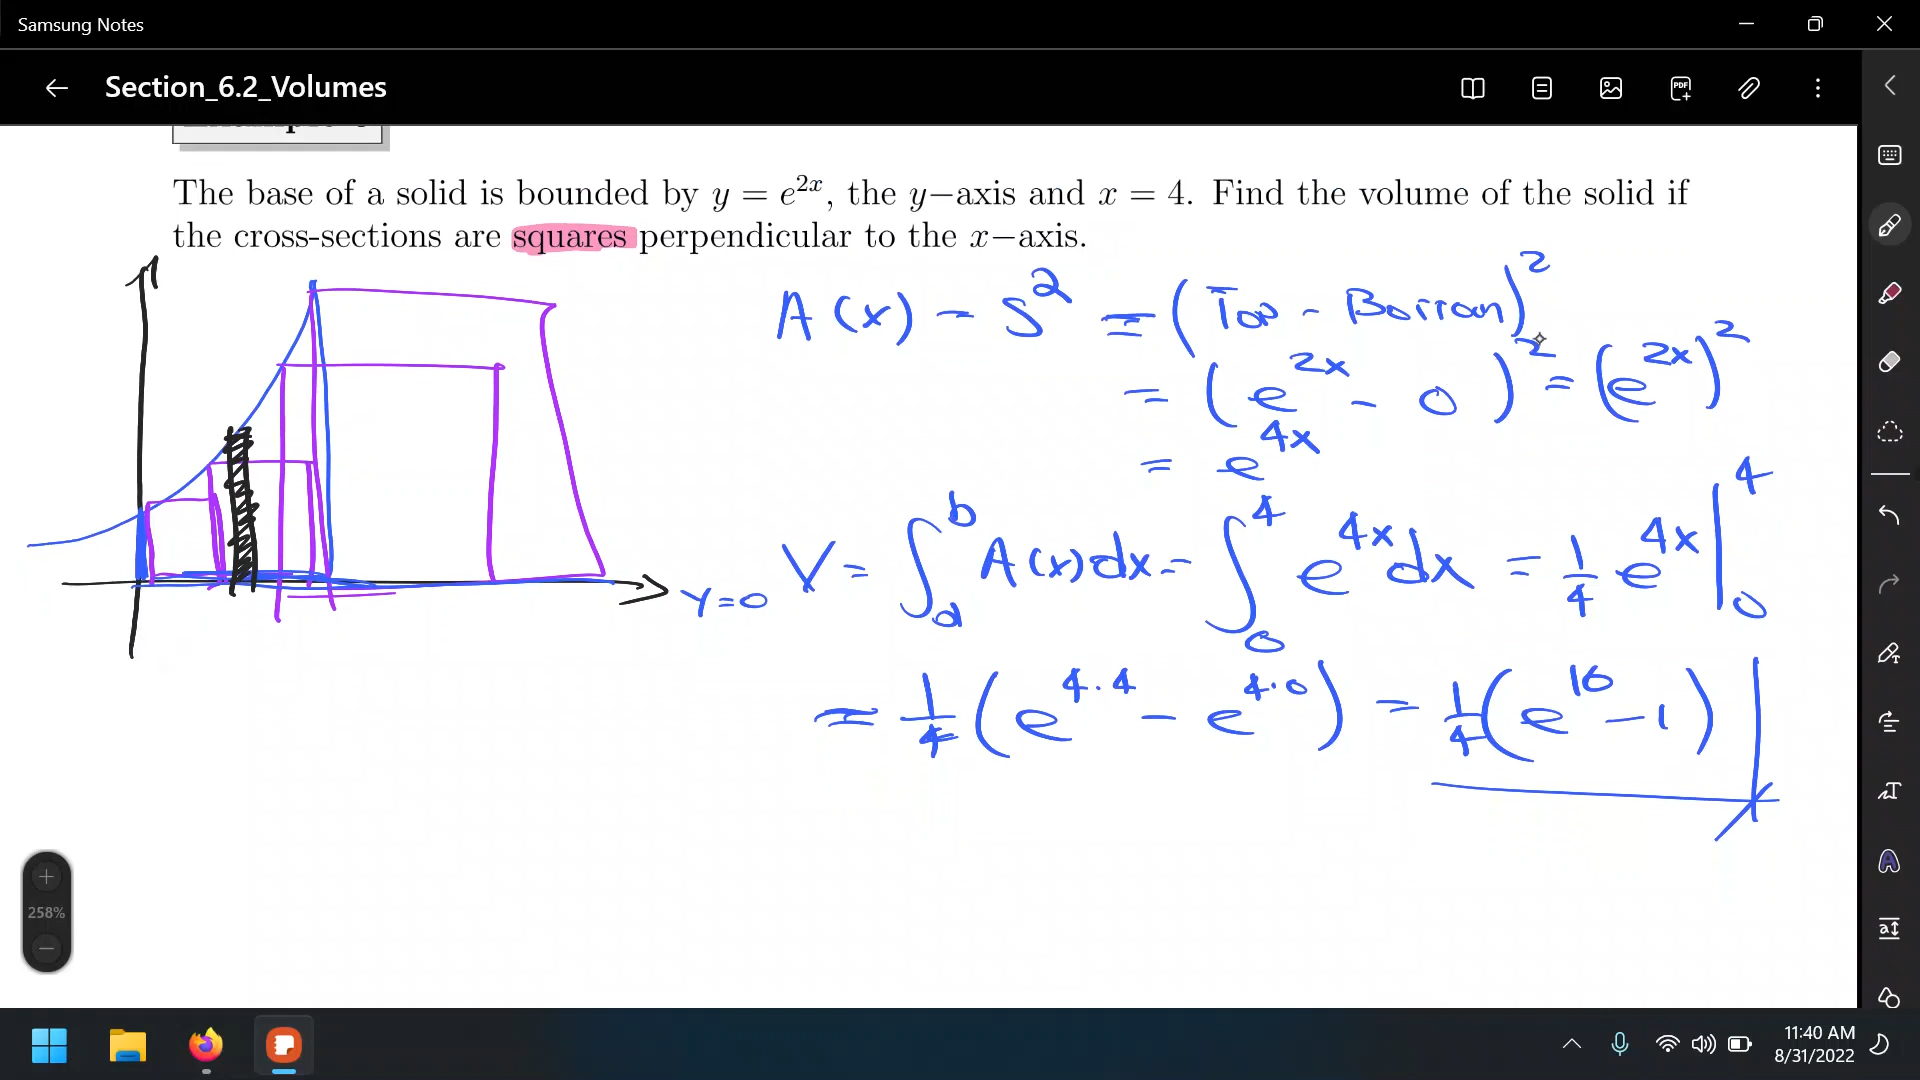 Samsung Notes
Section_6.2_Volumes
The base of a solid is bounded by y = e^{2x}, the y−axis and x = 4. Find the volume of the solid if
the cross-sections are squares perpendicular to the x−axis.
A(x) - S^2 = (Top - Bottom)^2
= (e^{2x} - 0)^2 = (e^{2x})^2
= e^{4x}
V = ∫_a^b A(x)dx = ∫_0^4 e^{4x}dx = 1/4 e^{4x} |_0^4
y=0
= 1/4 (e^{4·4} - e^{4·0}) = 1/4 (e^{16} - 1)
258%
11:40 AM
8/31/2022